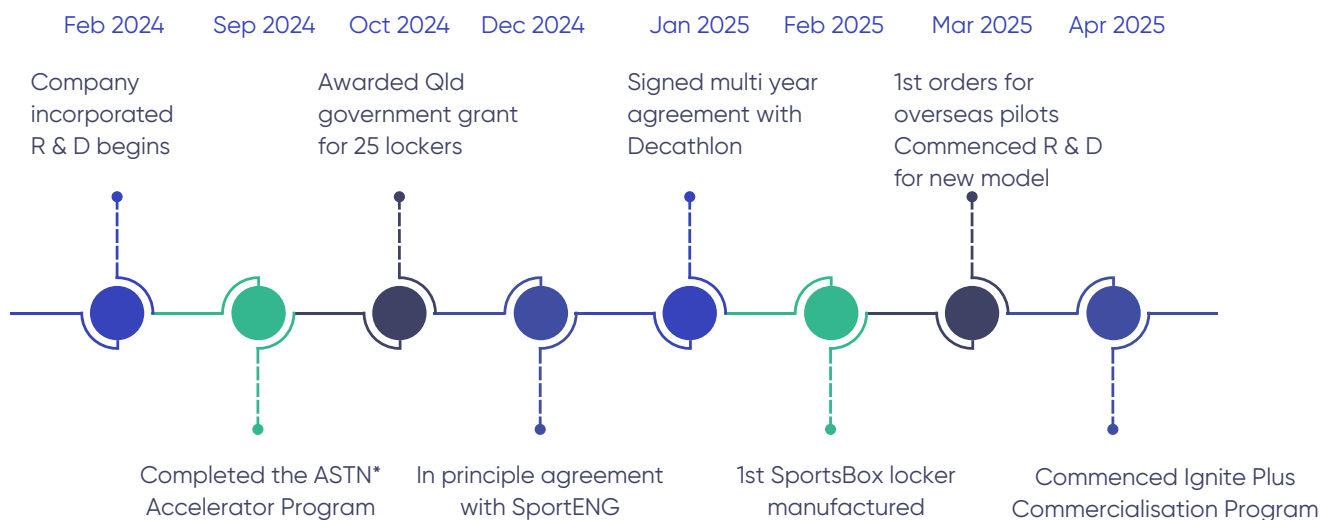 Feb 2024
Sep 2024
Oct 2024
Dec 2024
Jan 2025
Feb 2025
Mar 2025
Apr 2025
Company
incorporated
R & D begins
Awarded Qld
government grant
for 25 lockers
Signed multi year
agreement with
Decathlon
1st orders for
overseas pilots
Commenced R & D
for new model
Completed the ASTN*
Accelerator Program
In principle agreement
with SportENG
1st SportsBox locker
manufactured
Commenced Ignite Plus
Commercialisation Program